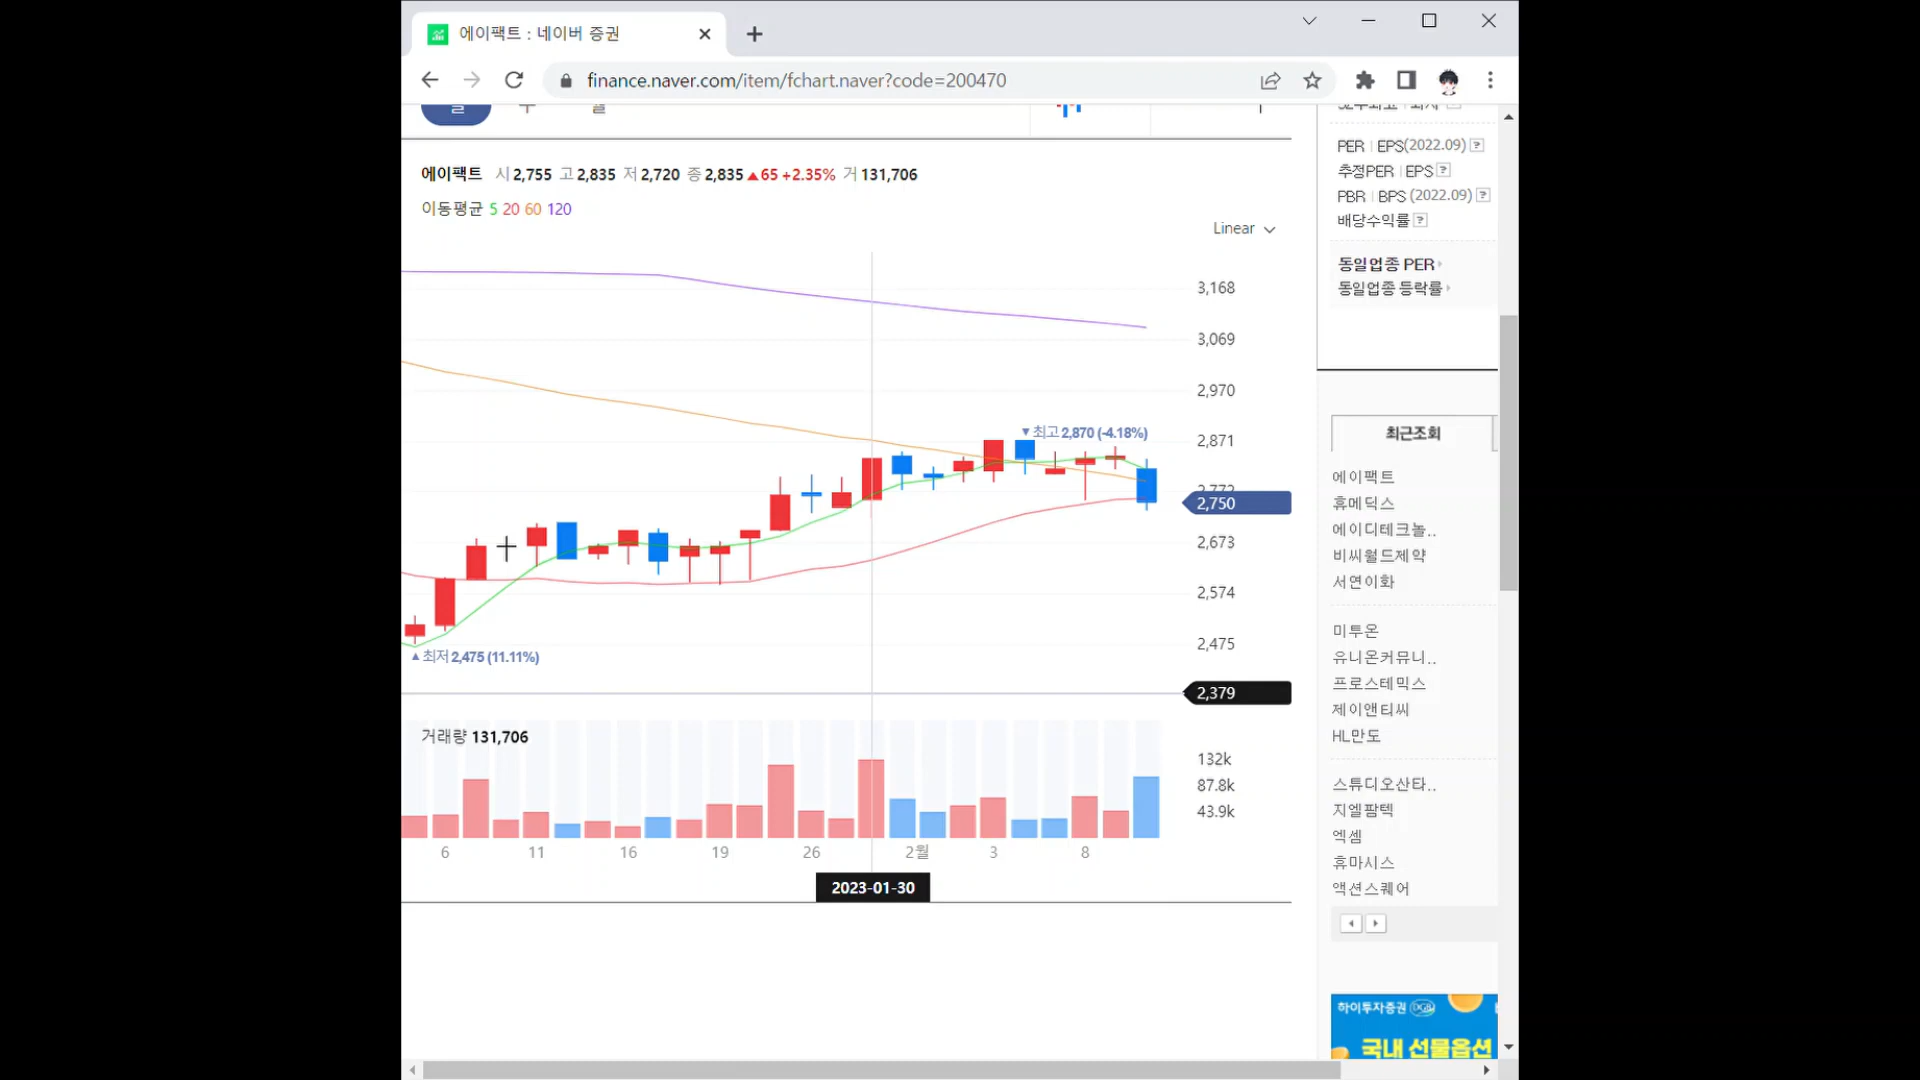 에이팩트 : 네이버 증권
finance.naver.com/item/fchart.naver?code=200470
에이팩트 시 2,755 고 2,835 저 2,720 종 2,835 ▲65 +2.35% 거 131,706
이동평균 5 20 60 120
Linear
3,168
3,069
2,970
2,871
2,673
2,574
2,475
▼최고 2,870 (-4.18%)
2,750
▲최저 2,475 (11.11%)
2,379
거래량 131,706
132k
87.8k
43.9k
6 11 16 19 26 2월 3 8
2023-01-30
PER | EPS(2022.09) ?
추정PER | EPS ?
PBR | BPS (2022.09) ?
배당수익률 ?
동일업종 PER
동일업종 등락률
최근조회
에이팩트
휴메딕스
에이디테크놀..
비씨월드제약
서연이화
미투온
유니온커뮤니..
프로스테믹스
제이앤티씨
HL만도
스튜디오산타..
지엘팜텍
엑셈
휴마시스
액션스퀘어
하이투자증권 DGB
국내 선물옵션